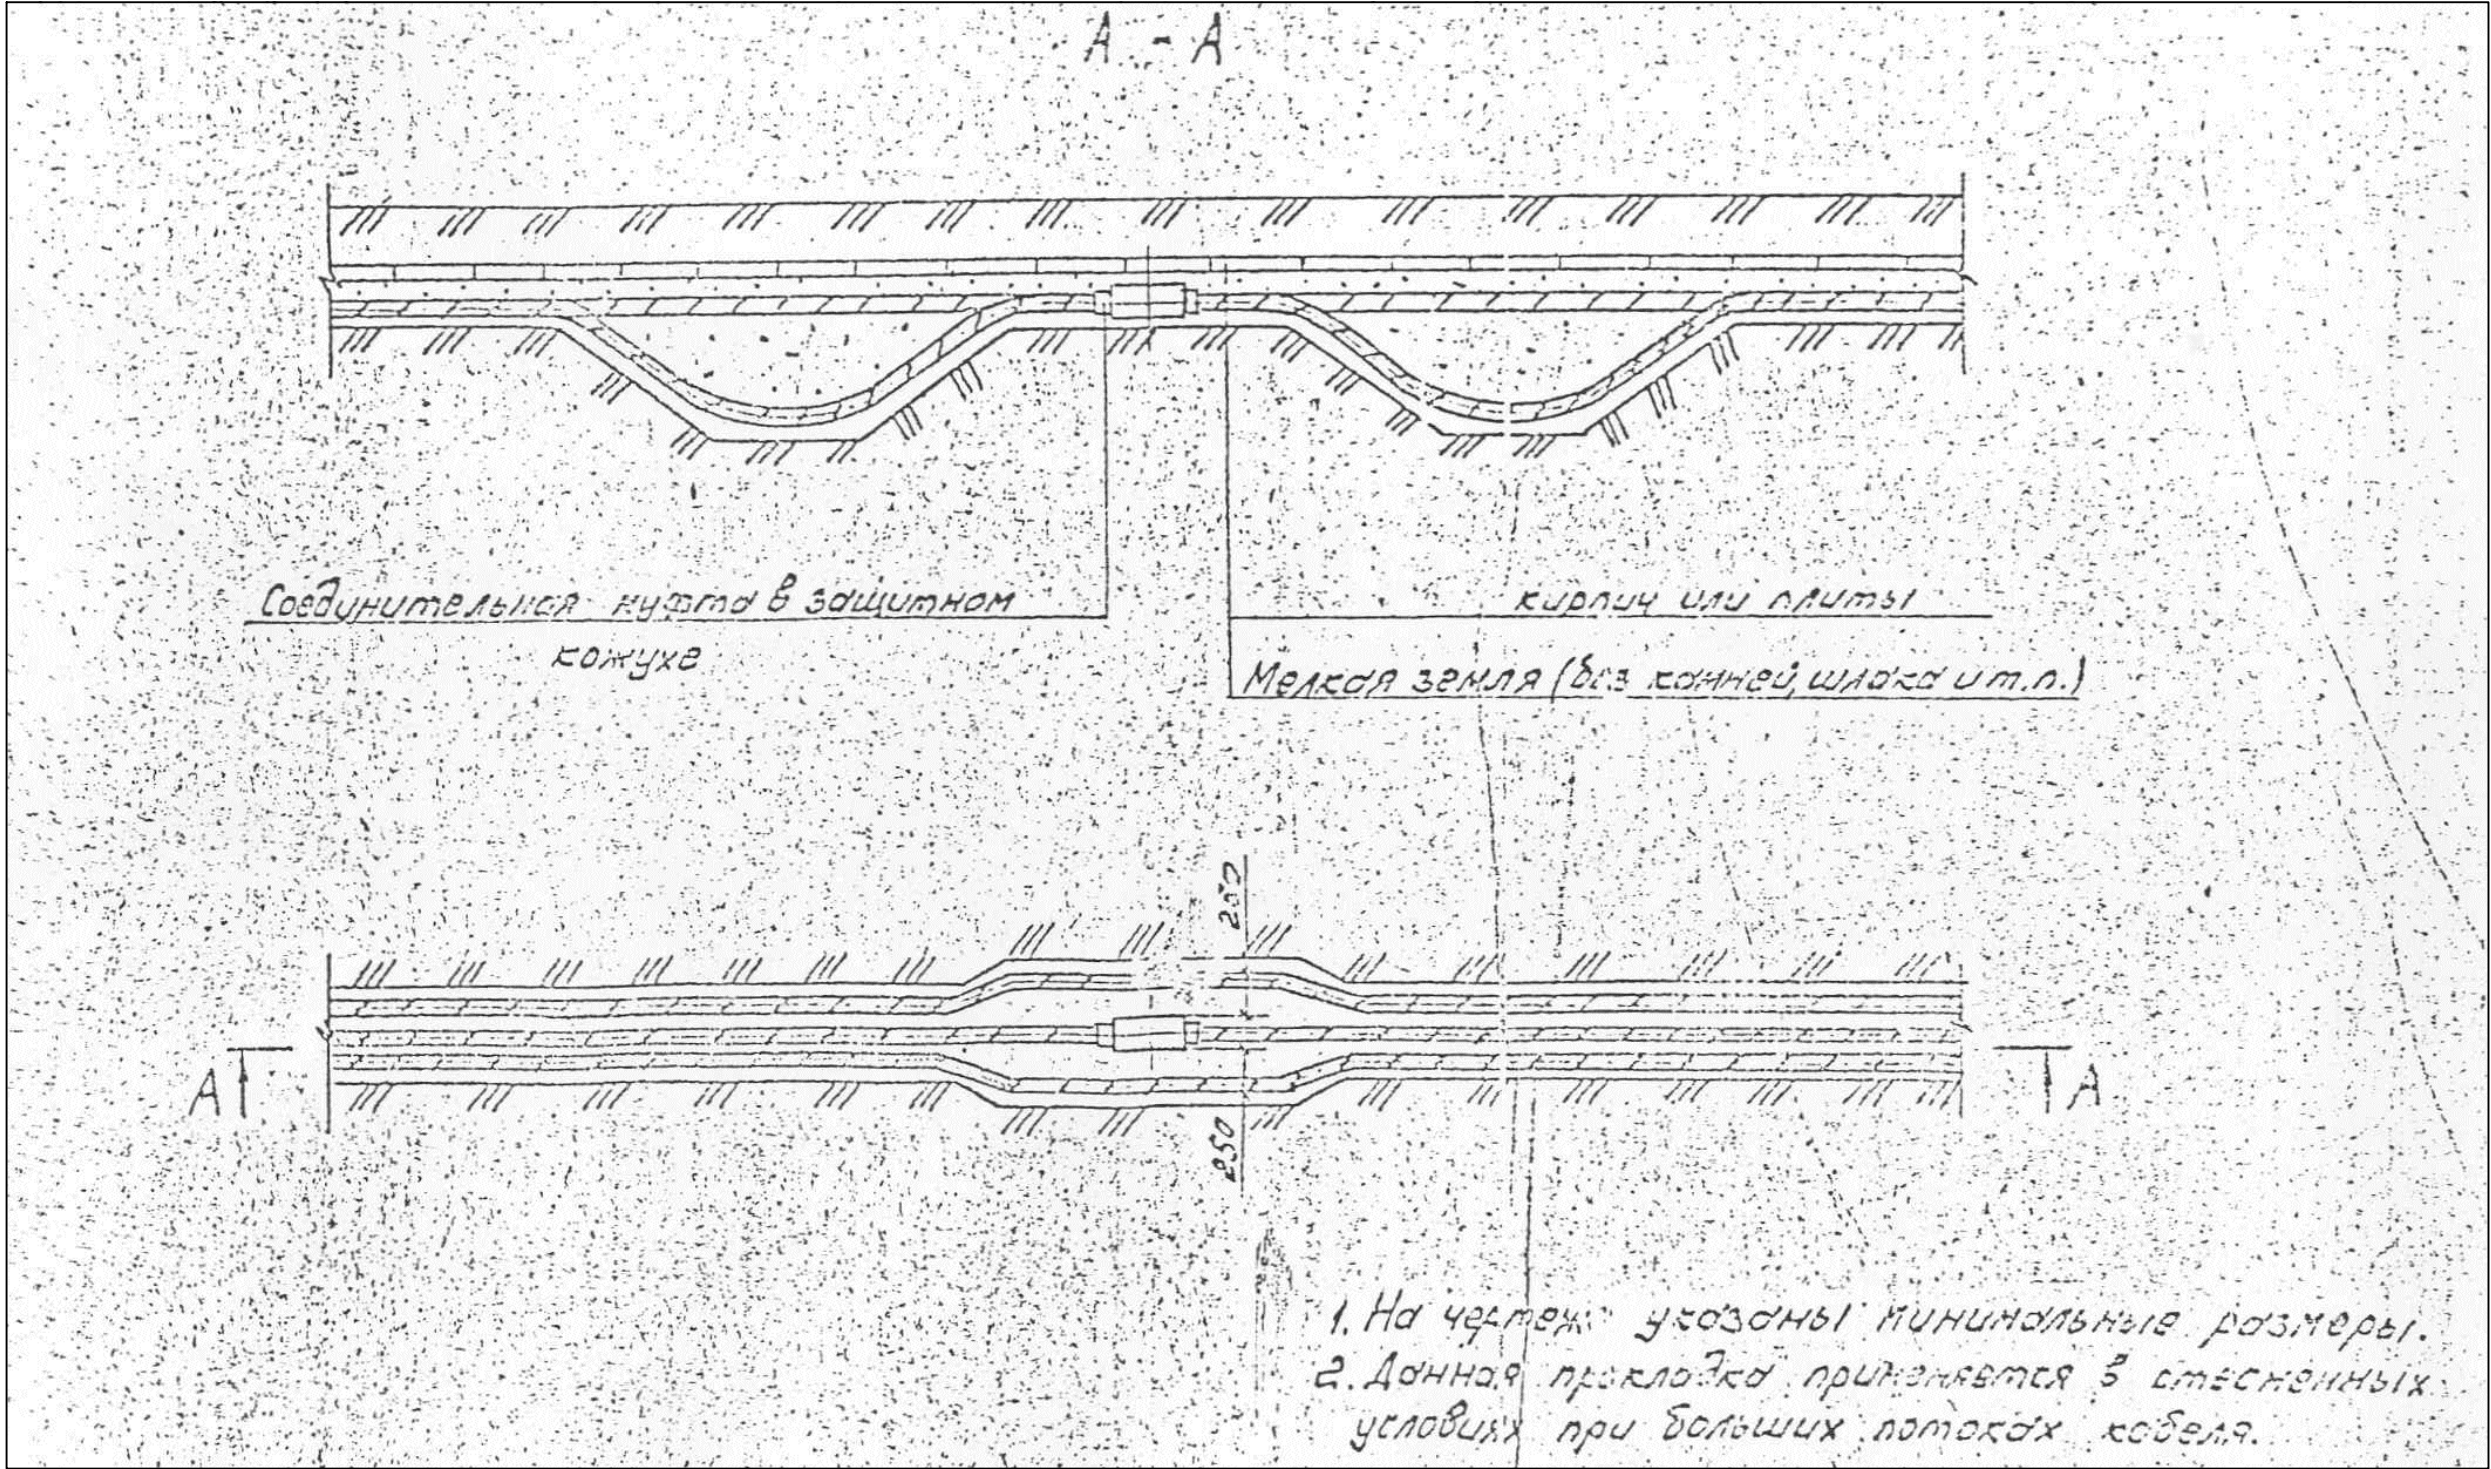 А - А
Соединительная муфта в защитном
кожухе
кирпич или плиты
Мелкая земля (без камней, шлака и т.п.)
250
А
А
250
1. На чертеже указаны минимальные размеры.
2. Данная прокладка применяется в стесненных
условиях при больших потоках кабеля.